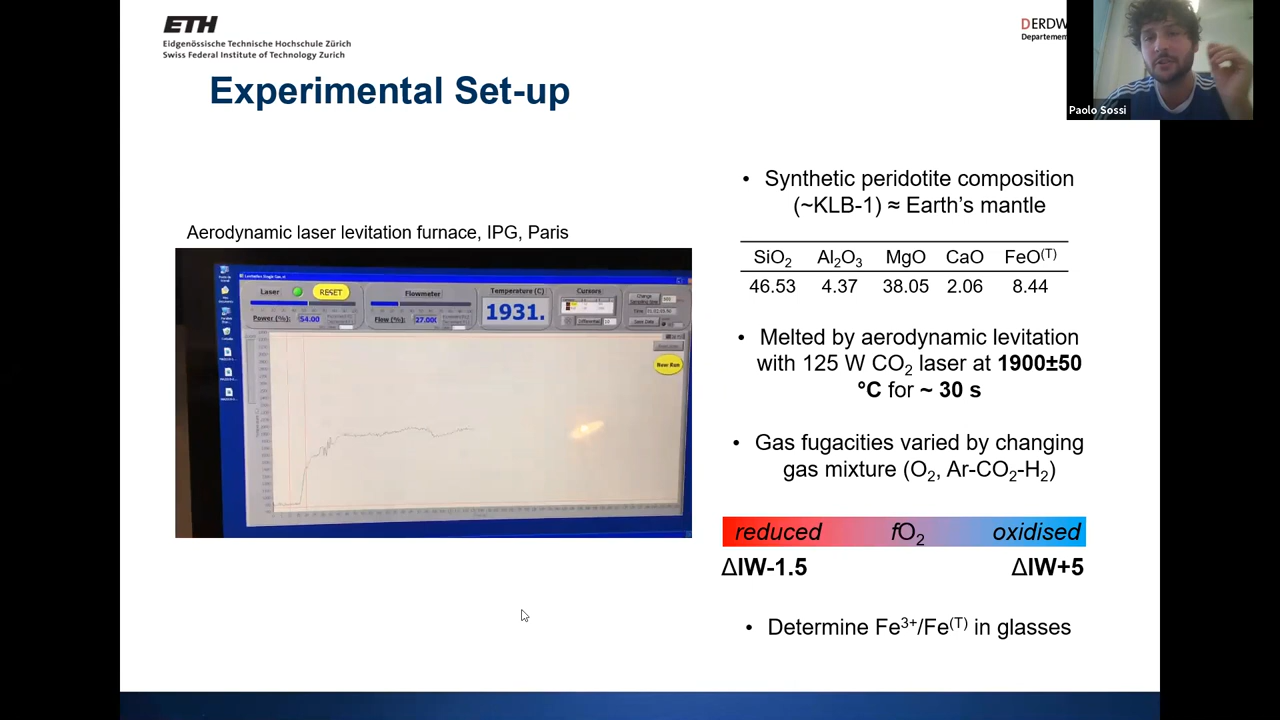 ETH
Eidgenössische Technische Hochschule Zürich
Swiss Federal Institute of Technology Zurich
DERDW
Departement
Paolo Sossi
Experimental Set-up
Aerodynamic laser levitation furnace, IPG, Paris
Laser
RESET
Power (%):
54.00
Flowmeter
Flow (%):
27.00
Temperature (C)
1931.
Cursors
New Run
• Synthetic peridotite composition
(~KLB-1) ≈ Earth's mantle
SiO₂ Al₂O₃ MgO CaO FeO⁽ᵀ⁾
46.53 4.37 38.05 2.06 8.44
• Melted by aerodynamic levitation
with 125 W CO₂ laser at 1900±50
°C for ~ 30 s
• Gas fugacities varied by changing
gas mixture (O₂, Ar-CO₂-H₂)
reduced fO₂ oxidised
ΔIW-1.5 ΔIW+5
• Determine Fe³⁺/Fe⁽ᵀ⁾ in glasses